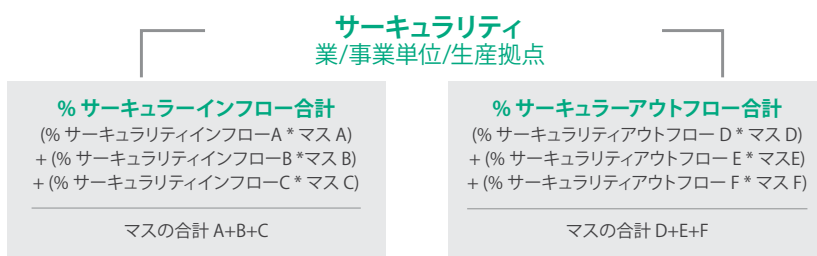 サーキュラリティ
業/事業単位/生産拠点
% サーキュラーインフロー合計
(% サーキュラリティインフローA * マス A)
+ (% サーキュラリティインフローB *マス B)
+ (% サーキュラリティインフローC * マス C)
マスの合計 A+B+C
% サーキュラーアウトフロー合計
(% サーキュラリティアウトフロー D * マス D)
+ (% サーキュラリティアウトフロー E * マスE)
+ (% サーキュラリティアウトフロー F * マス F)
マスの合計 D+E+F